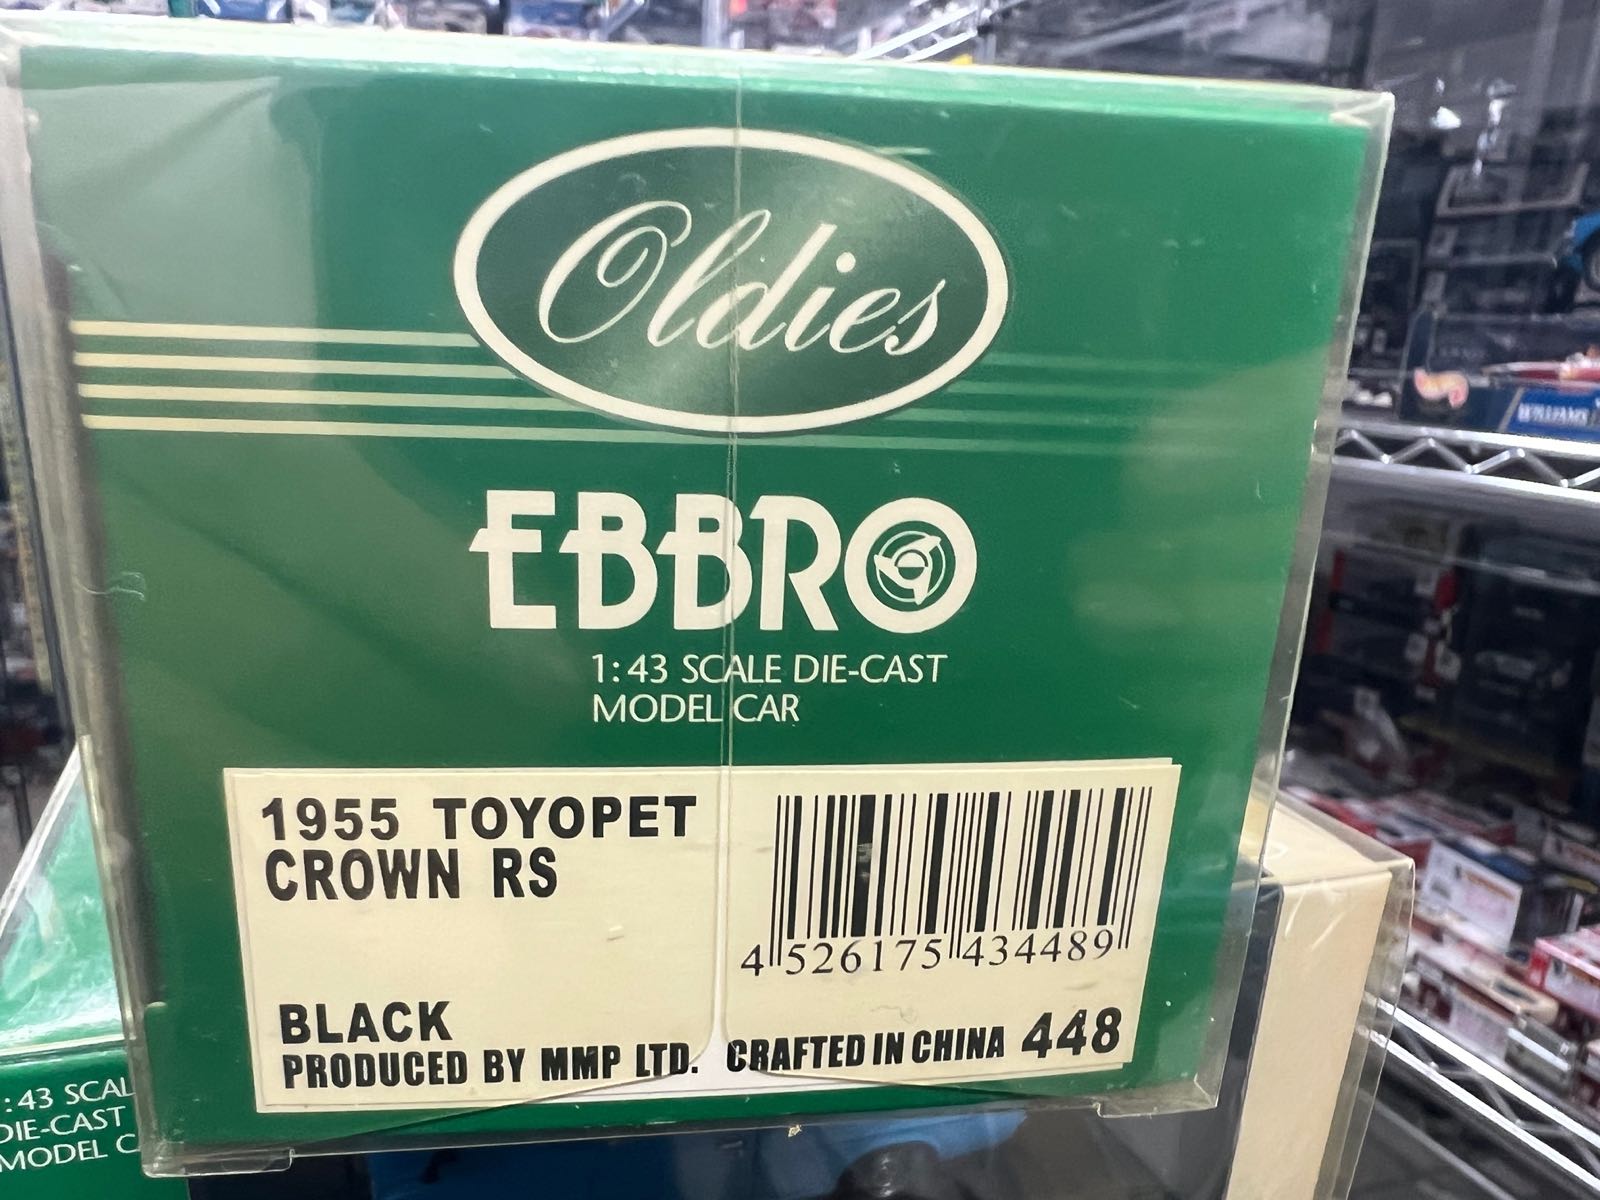 Oldies
EBBRO
1:43 SCALE DIE-CAST
MODEL CAR
1955 TOYOPET
CROWN RS
4 526175 434489
BLACK
PRODUCED BY MMP LTD. CRAFTED IN CHINA 448
:43 SCAL
DIE-CAST
MODEL C
WILLIAMS